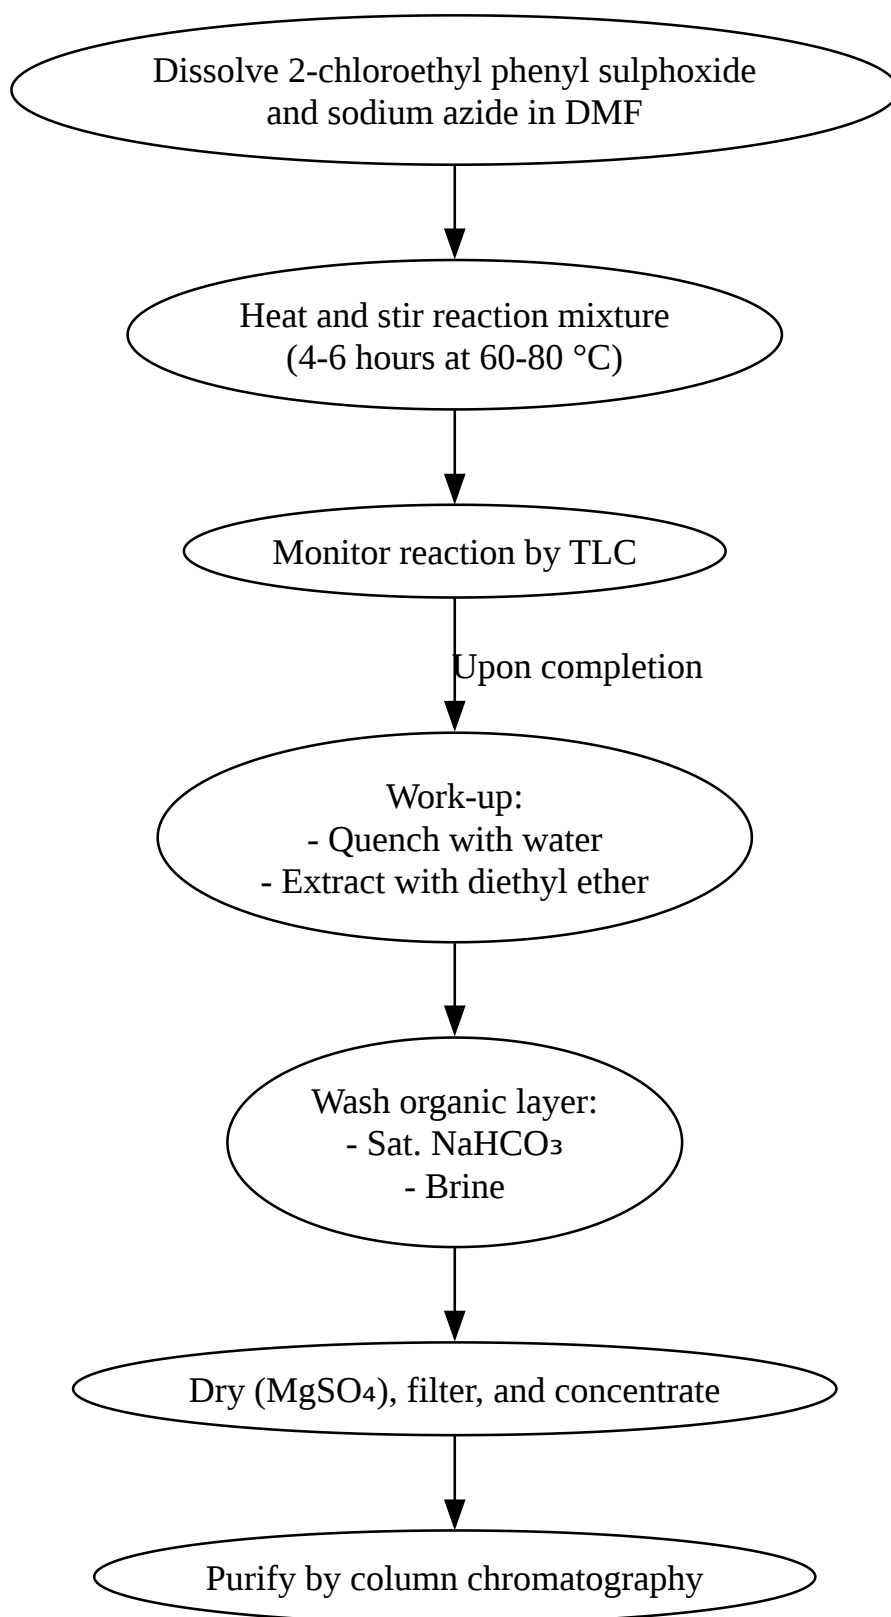 Dissolve 2-chloroethyl phenyl sulphoxide
and sodium azide in DMF
Heat and stir reaction mixture
(4-6 hours at 60-80 °C)
Monitor reaction by TLC
Upon completion
Work-up:
- Quench with water
- Extract with diethyl ether
Wash organic layer:
- Sat. NaHCO₃
- Brine
Dry (MgSO₄), filter, and concentrate
Purify by column chromatography